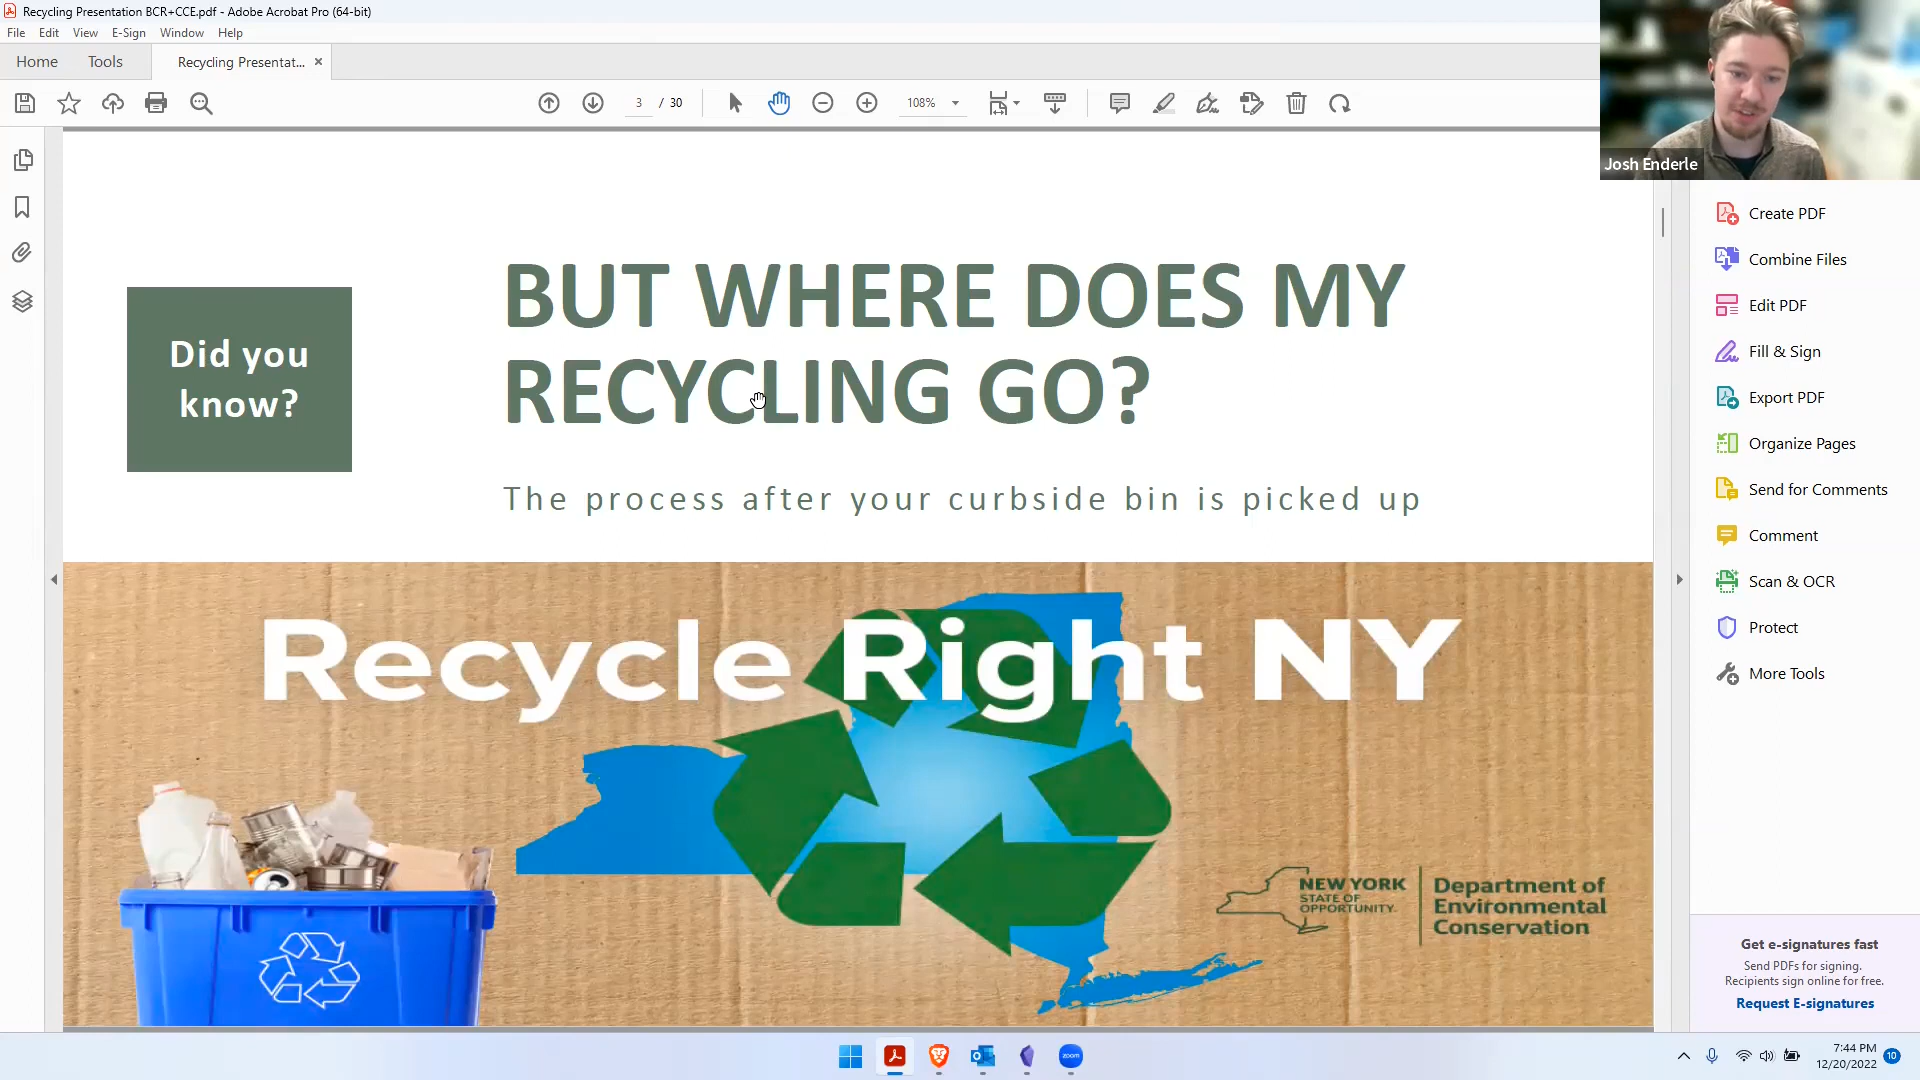 Recycling Presentation BCR+CCE.pdf - Adobe Acrobat Pro (64-bit)
File Edit View E-Sign Window Help
Home Tools Recycling Presentat... ×
3 / 30 108%
Josh Enderle
Did you
know?
BUT WHERE DOES MY
RECYCLING GO?
The process after your curbside bin is picked up
Recycle Right NY
NEW YORK
STATE OF
OPPORTUNITY.
Department of
Environmental
Conservation
Create PDF
Combine Files
Edit PDF
Fill & Sign
Export PDF
Organize Pages
Send for Comments
Comment
Scan & OCR
Protect
More Tools
Get e-signatures fast
Send PDFs for signing.
Recipients sign online for free.
Request E-signatures
zoom
7:44 PM
12/20/2022
10